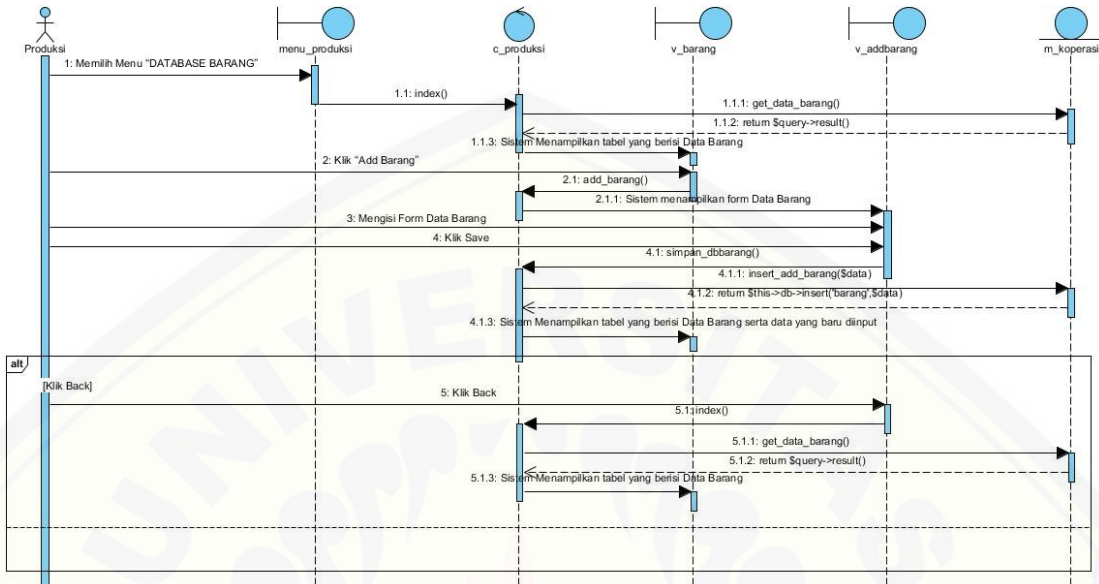 Produksi
menu_produksi
c_produksi
v_barang
v_addbarang
m_koperasi
1: Memilih Menu "DATABASE BARANG"
1.1: index()
1.1.1: get_data_barang()
1.1.2: return $query->result()
1.1.3: Sistem Menampilkan tabel yang berisi Data Barang
2: Klik "Add Barang"
2.1: add_barang()
2.1.1: Sistem menampilkan form Data Barang
3: Mengisi Form Data Barang
4: Klik Save
4.1: simpan_dbbarang()
4.1.1: insert_add_barang($data)
4.1.2: return $this->db->insert('barang',$data)
4.1.3: Sistem Menampilkan tabel yang berisi Data Barang serta data yang baru diinput
alt
[Klik Back]
5: Klik Back
5.1: index()
5.1.1: get_data_barang()
5.1.2: return $query->result()
5.1.3: Sistem Menampilkan tabel yang berisi Data Barang
UNIVERSITAS